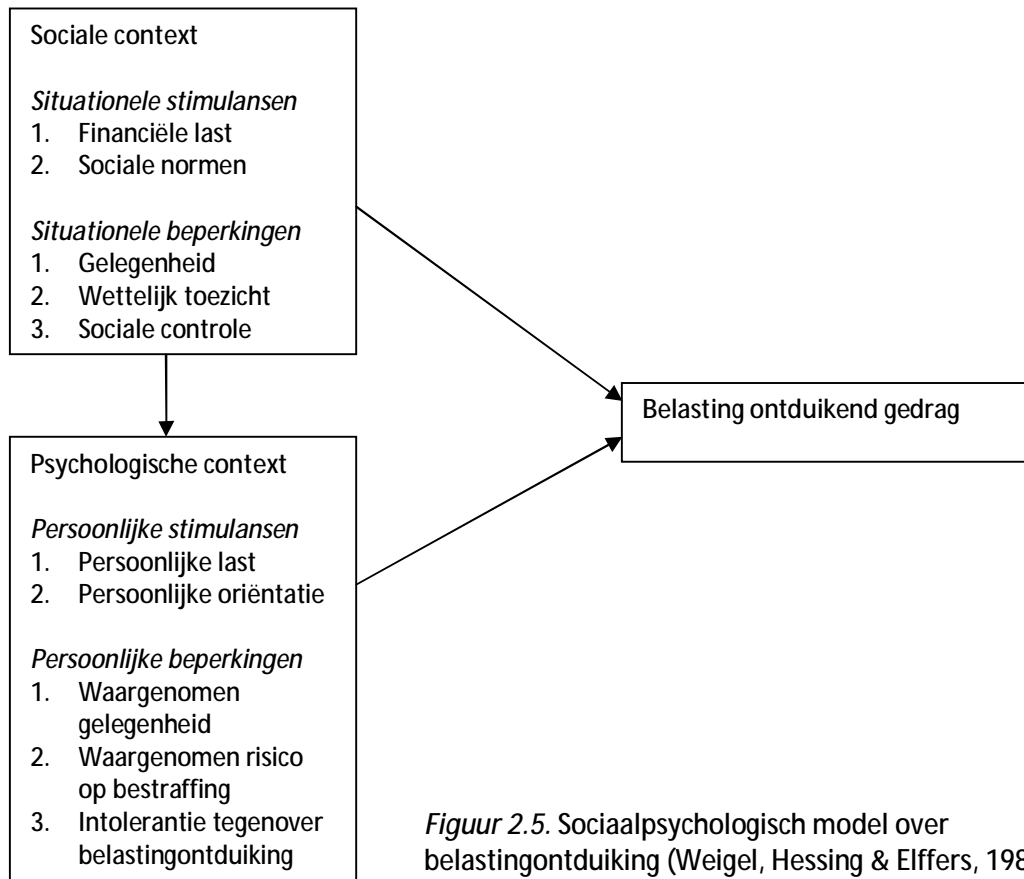 Sociale context
Situationele stimulansen
1. Financiële last
2. Sociale normen
Situationele beperkingen
1. Gelegenheid
2. Wettelijk toezicht
3. Sociale controle
Belasting ontduikend gedrag
Psychologische context
Persoonlijke stimulansen
1. Persoonlijke last
2. Persoonlijke oriëntatie
Persoonlijke beperkingen
1. Waargenomen
gelegenheid
2. Waargenomen risico
op bestraffing
3. Intolerantie tegenover
belastingontduiking
Figuur 2.5. Sociaalpsychologisch model over
belastingontduiking (Weigel, Hessing & Elffers,